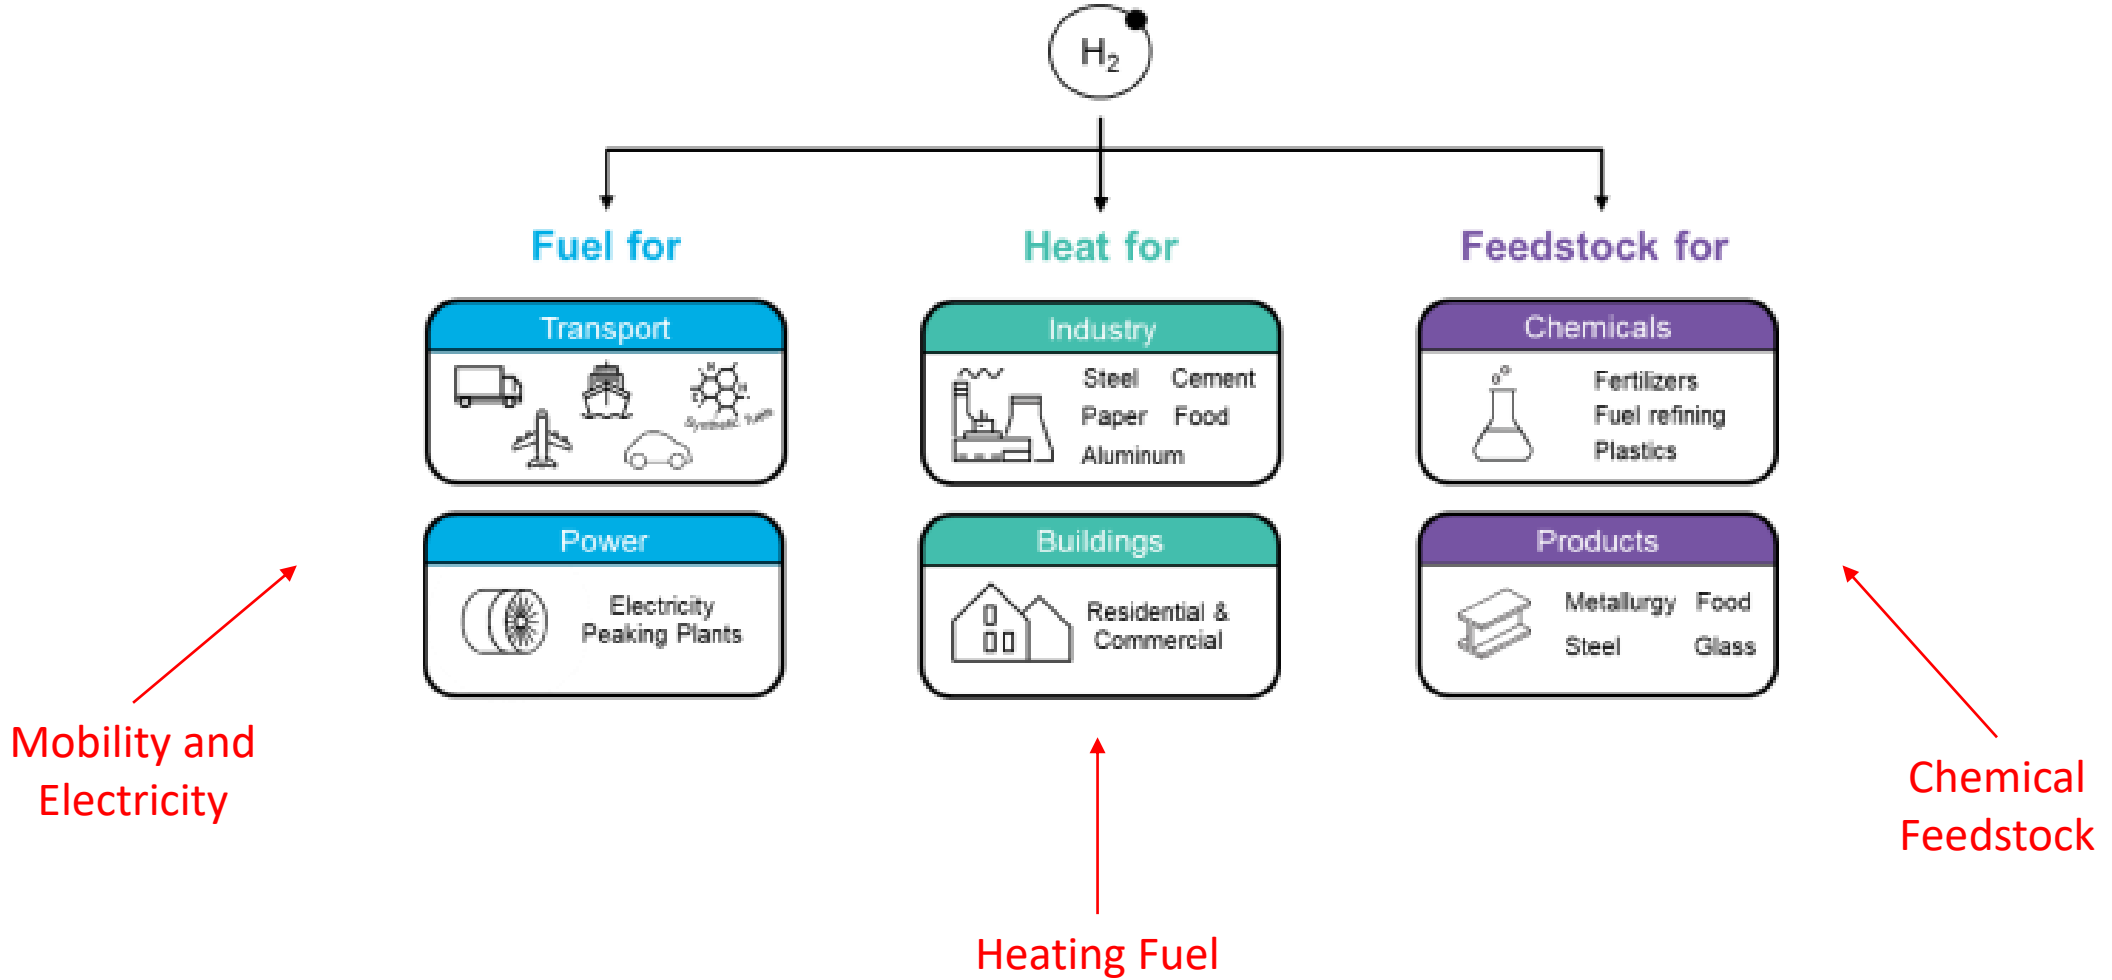 H₂
Fuel for
Heat for
Feedstock for
Transport
Synthetic fuels
Power
Electricity
Peaking Plants
Industry
Steel Cement
Paper Food
Aluminum
Buildings
Residential &
Commercial
Chemicals
Fertilizers
Fuel refining
Plastics
Products
Metallurgy Food
Steel Glass
Mobility and
Electricity
Heating Fuel
Chemical
Feedstock